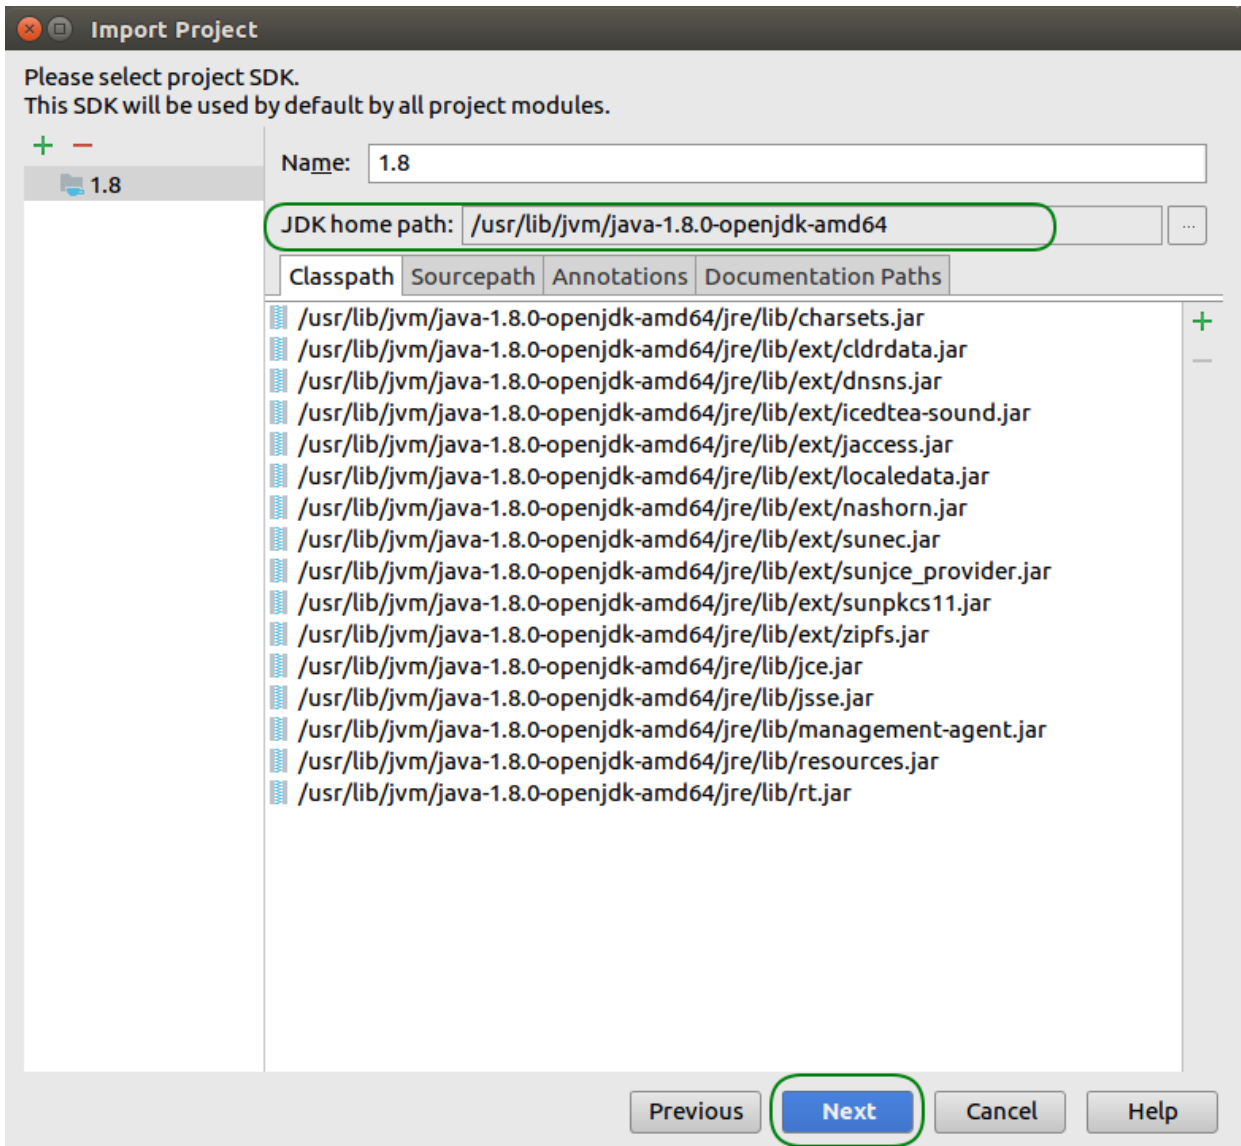 Import Project
Please select project SDK.
This SDK will be used by default by all project modules.
1.8
Name: 1.8
JDK home path: /usr/lib/jvm/java-1.8.0-openjdk-amd64 ...
Classpath Sourcepath Annotations Documentation Paths
/usr/lib/jvm/java-1.8.0-openjdk-amd64/jre/lib/charsets.jar
/usr/lib/jvm/java-1.8.0-openjdk-amd64/jre/lib/ext/cldrdata.jar
/usr/lib/jvm/java-1.8.0-openjdk-amd64/jre/lib/ext/dnsns.jar
/usr/lib/jvm/java-1.8.0-openjdk-amd64/jre/lib/ext/icedtea-sound.jar
/usr/lib/jvm/java-1.8.0-openjdk-amd64/jre/lib/ext/jaccess.jar
/usr/lib/jvm/java-1.8.0-openjdk-amd64/jre/lib/ext/localedata.jar
/usr/lib/jvm/java-1.8.0-openjdk-amd64/jre/lib/ext/nashorn.jar
/usr/lib/jvm/java-1.8.0-openjdk-amd64/jre/lib/ext/sunec.jar
/usr/lib/jvm/java-1.8.0-openjdk-amd64/jre/lib/ext/sunjce_provider.jar
/usr/lib/jvm/java-1.8.0-openjdk-amd64/jre/lib/ext/sunpkcs11.jar
/usr/lib/jvm/java-1.8.0-openjdk-amd64/jre/lib/ext/zipfs.jar
/usr/lib/jvm/java-1.8.0-openjdk-amd64/jre/lib/jce.jar
/usr/lib/jvm/java-1.8.0-openjdk-amd64/jre/lib/jsse.jar
/usr/lib/jvm/java-1.8.0-openjdk-amd64/jre/lib/management-agent.jar
/usr/lib/jvm/java-1.8.0-openjdk-amd64/jre/lib/resources.jar
/usr/lib/jvm/java-1.8.0-openjdk-amd64/jre/lib/rt.jar
Previous Next Cancel Help